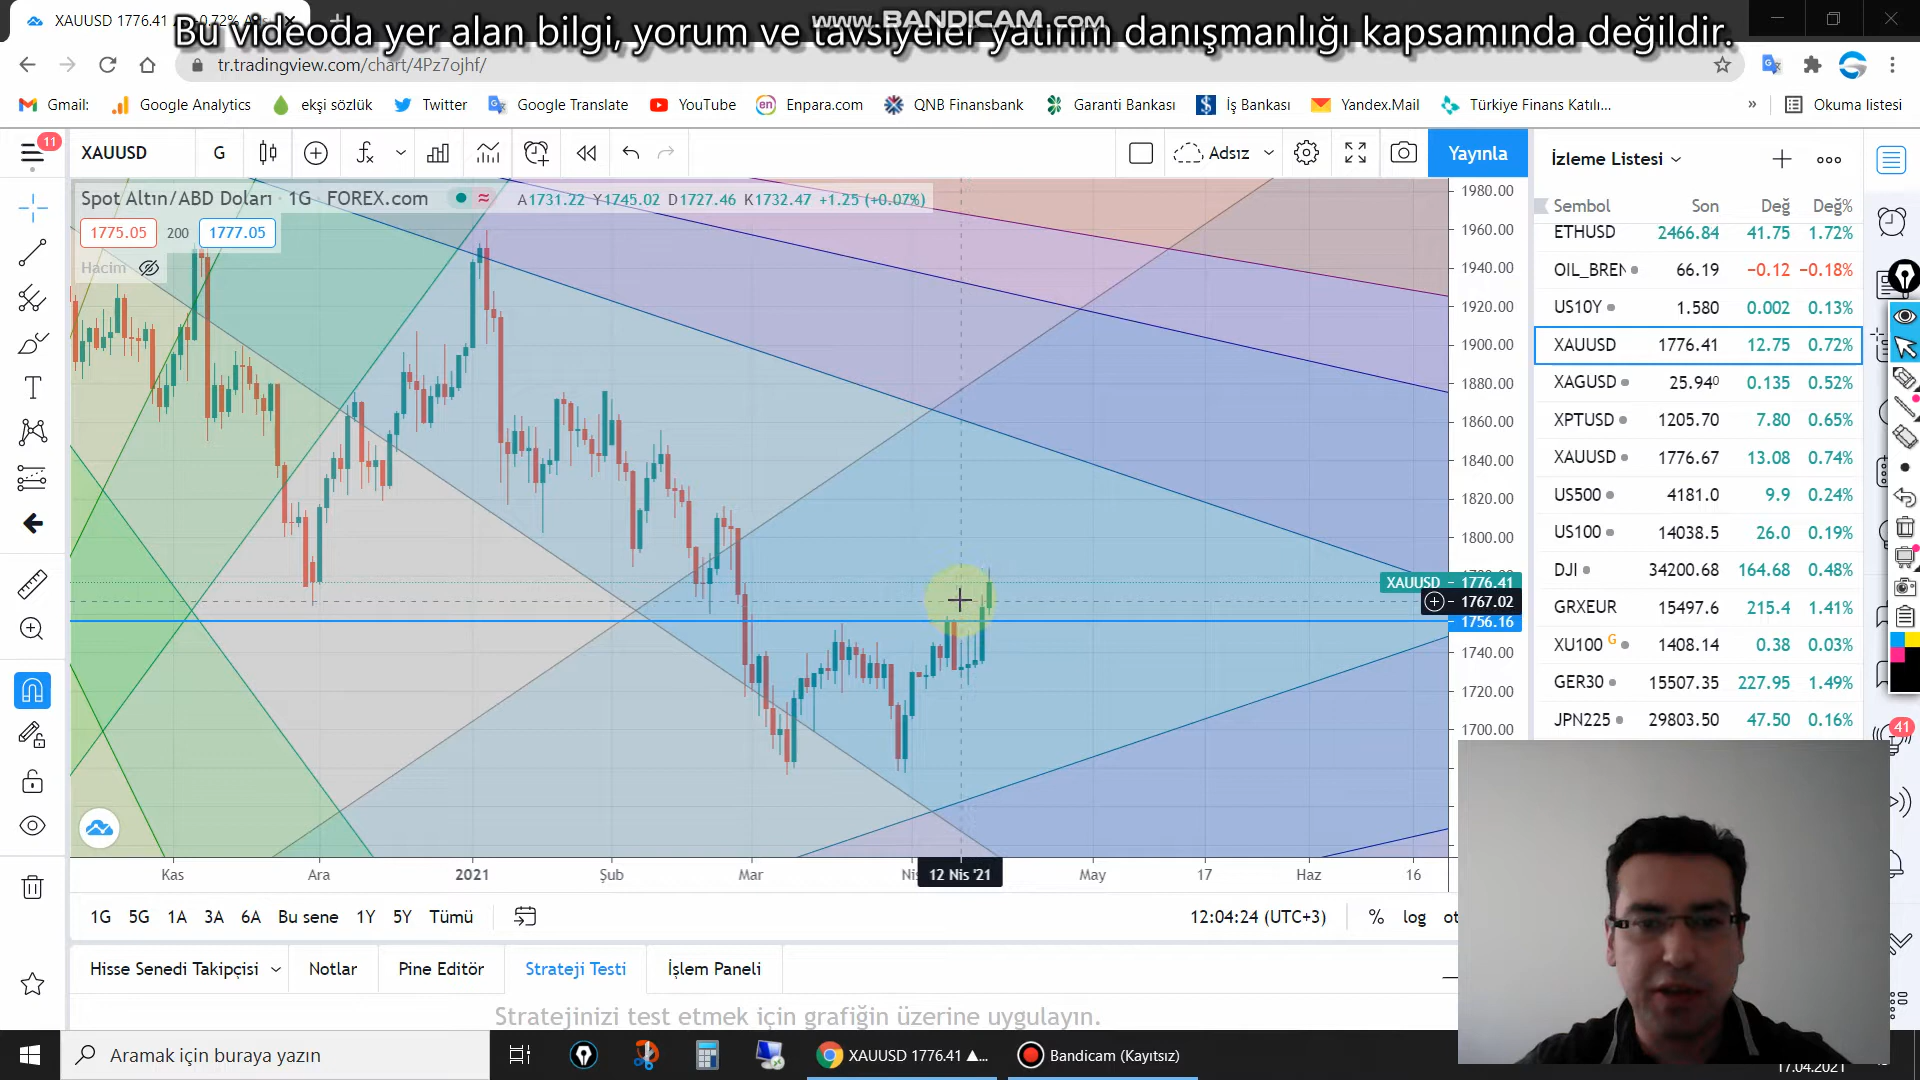 XAUUSD 1776.41
www.BANDICAM.com
Bu videoda yer alan bilgi, yorum ve tavsiyeler yatırım danışmanlığı kapsamında değildir.
tr.tradingview.com/chart/4Pz7ojhf/
Gmail: Google Analytics ekşi sözlük Twitter Google Translate YouTube Enpara.com QNB Finansbank Garanti Bankası İş Bankası Yandex.Mail Türkiye Finans Katılı... » Okuma listesi
11 XAUUSD G Adsız Yayınla İzleme Listesi
Spot Altın/ABD Doları 1G FOREX.com A1731.22 Y1745.02 D1727.46 K1732.47 +1.25 (+0.07%)
1775.05 200 1777.05
Hacim
1980.00
1960.00
1940.00
1920.00
1900.00
1880.00
1860.00
1840.00
1820.00
1800.00
XAUUSD 1776.41
1767.02
1756.16
1740.00
1720.00
1700.00
Sembol Son Değ Değ%
ETHUSD 2466.84 41.75 1.72%
OIL_BREN 66.19 −0.12 −0.18%
US10Y 1.580 0.002 0.13%
XAUUSD 1776.41 12.75 0.72%
XAGUSD 25.940 0.135 0.52%
XPTUSD 1205.70 7.80 0.65%
XAUUSD 1776.67 13.08 0.74%
US500 4181.0 9.9 0.24%
US100 14038.5 26.0 0.19%
DJI 34200.68 164.68 0.48%
GRXEUR 15497.6 215.4 1.41%
XU100 G 1408.14 0.38 0.03%
GER30 15507.35 227.95 1.49%
JPN225 29803.50 47.50 0.16%
41
Kas Ara 2021 Şub Mar 12 Nis '21 May 17 Haz 16
1G 5G 1A 3A 6A Bu sene 1Y 5Y Tümü 12:04:24 (UTC+3) % log
Hisse Senedi Takipçisi Notlar Pine Editör Strateji Testi İşlem Paneli
Stratejinizi test etmek için grafiğin üzerine uygulayın.
Aramak için buraya yazın XAUUSD 1776.41 ▲... Bandicam (Kayıtsız)
17.04.2021